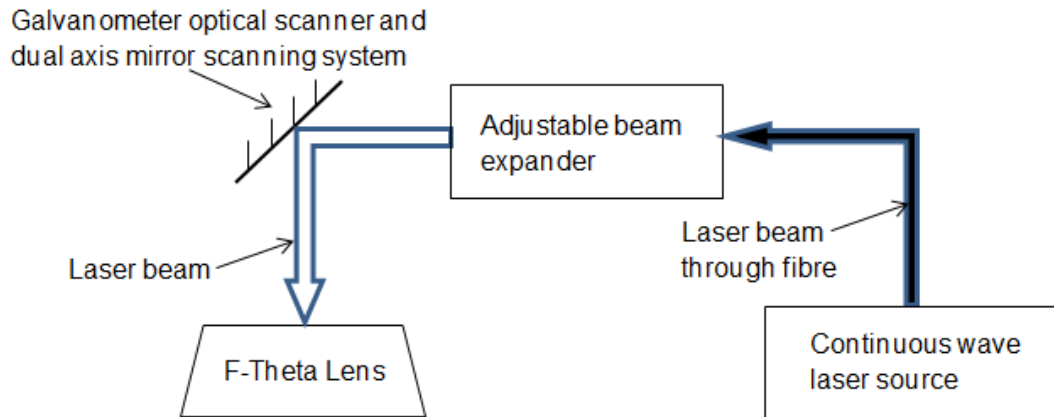 Galvanometer optical scanner and
dual axis mirror scanning system
Adjustable beam
expander
Laser beam
Laser beam
through fibre
F-Theta Lens
Continuous wave
laser source